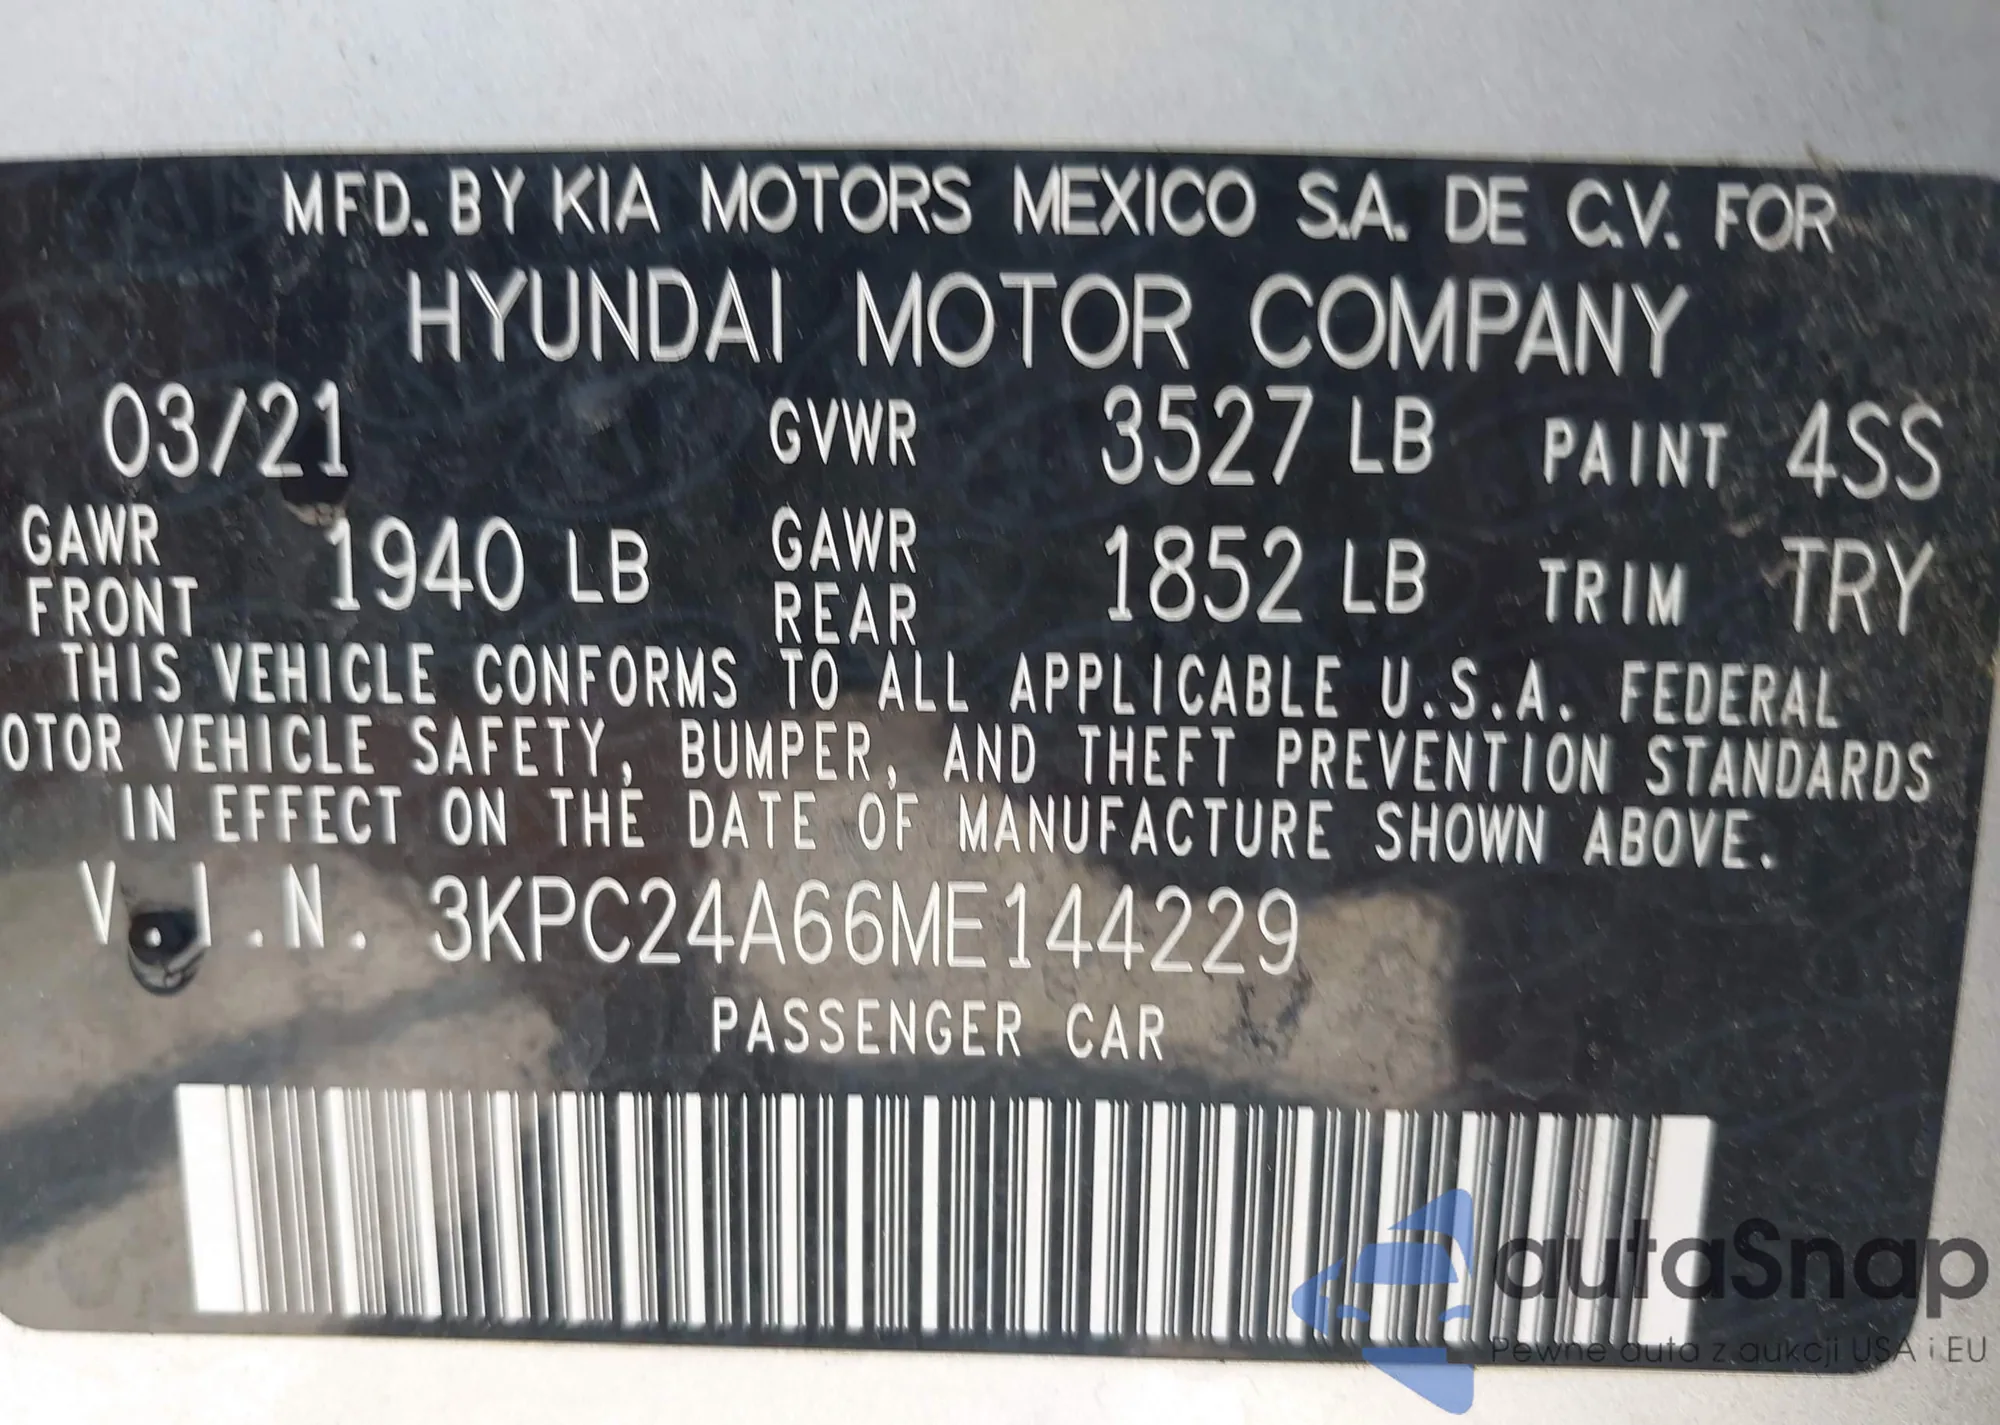 MFD. BY KIA MOTORS MEXICO S.A. DE C.V. FOR
HYUNDAI MOTOR COMPANY
03/21 GVWR 3527 LB PAINT 4SS
GAWR FRONT 1940 LB GAWR REAR 1852 LB TRIM TRY
THIS VEHICLE CONFORMS TO ALL APPLICABLE U.S.A. FEDERAL
OTOR VEHICLE SAFETY, BUMPER, AND THEFT PREVENTION STANDARDS
IN EFFECT ON THE DATE OF MANUFACTURE SHOWN ABOVE.
V.I.N. 3KPC24A66ME144229
PASSENGER CAR
autaSnap
Pewne auta z aukcji USA i EU